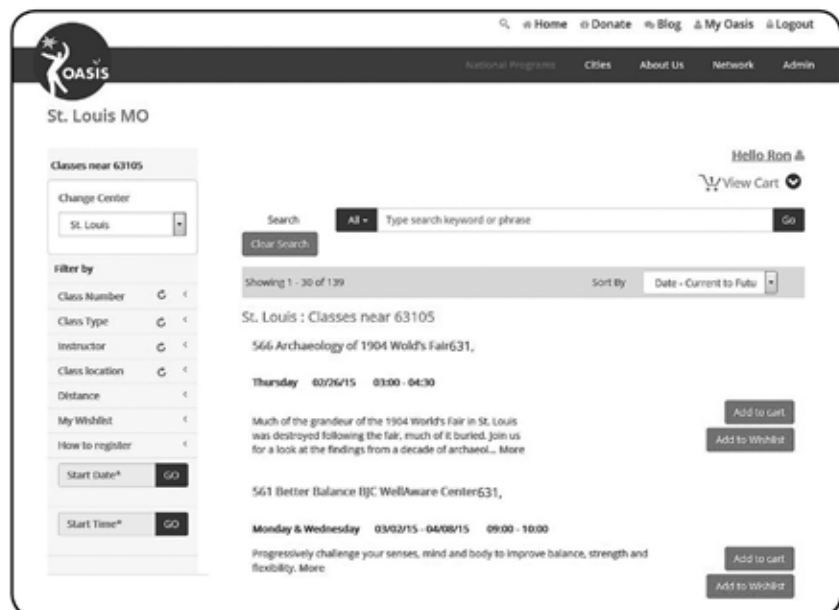 Home Donate Blog My Oasis Logout
OASIS
National Programs Cities About Us Network Admin
St. Louis MO
Hello Ron
View Cart
Classes near 63105
Change Center
St. Louis
Search All Type search keyword or phrase Go
Clear Search
Filter by
Class Number
Class Type
Instructor
Class location
Distance
My Wishlist
How to register
Start Date* GO
Start Time* GO
Showing 1 - 30 of 139 Sort By Date - Current to Futu
St. Louis : Classes near 63105
566 Archaeology of 1904 Wold's Fair631,
Thursday 02/26/15 03:00 - 04:30
Much of the grandeur of the 1904 World's Fair in St. Louis
was destroyed following the fair, much of it buried. Join us
for a look at the findings from a decade of archaeol... More
Add to cart
Add to Wishlist
561 Better Balance BJC WellAware Center631,
Monday & Wednesday 03/02/15 - 04/08/15 09:00 - 10:00
Progressively challenge your senses, mind and body to improve balance, strength and
flexibility. More
Add to cart
Add to Wishlist